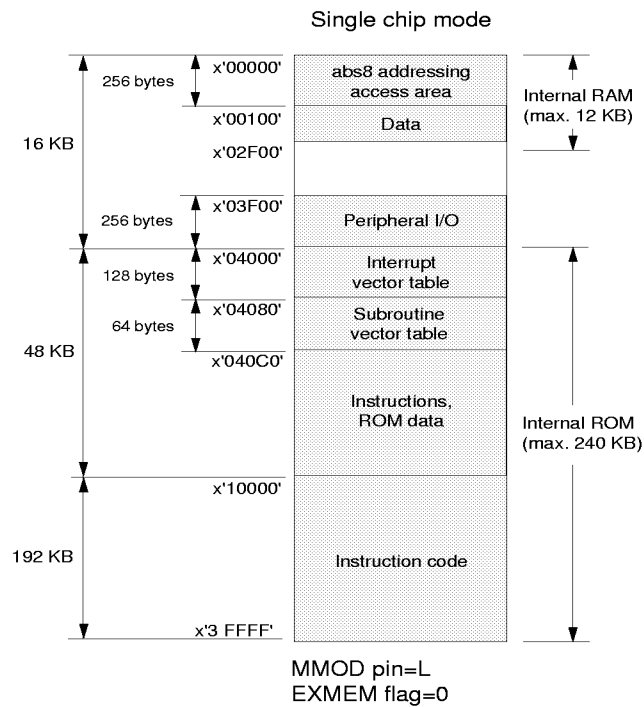 Single chip mode
x'00000'
256 bytes
abs8 addressing
access area
x'00100'
Data
Internal RAM
(max. 12 KB)
16 KB
x'02F00'
x'03F00'
256 bytes
Peripheral I/O
x'04000'
128 bytes
Interrupt
vector table
x'04080'
64 bytes
Subroutine
vector table
48 KB
x'040C0'
Instructions,
ROM data
Internal ROM
(max. 240 KB)
x'10000'
192 KB
Instruction code
x'3 FFFF'
MMOD pin=L
EXMEM flag=0